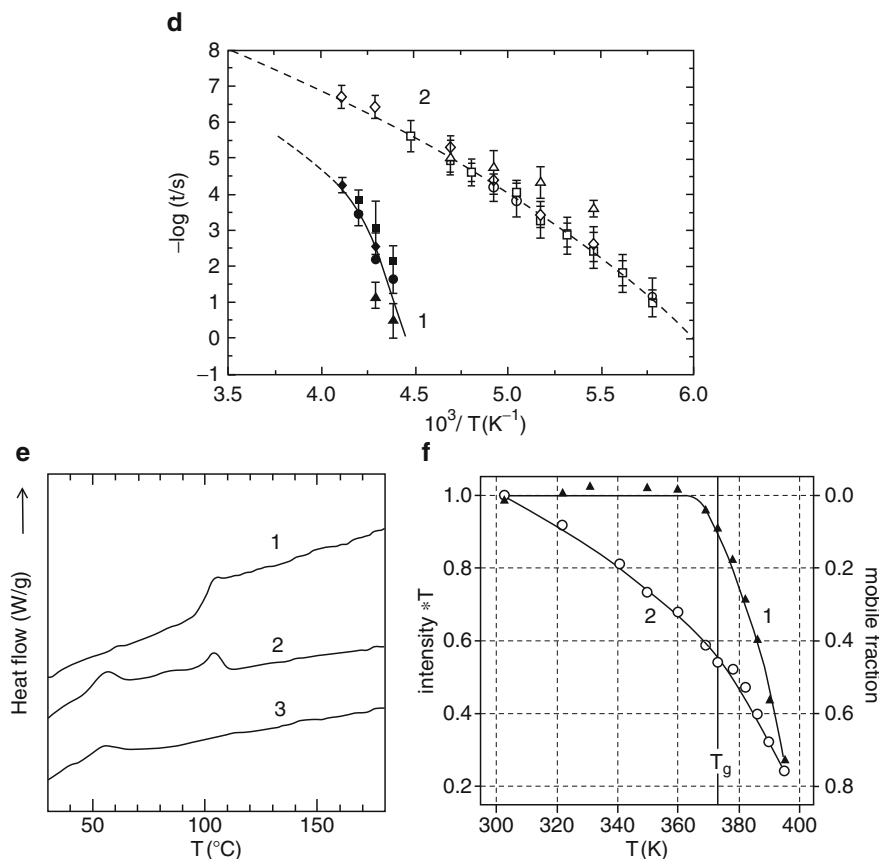 d
8
7
6
5
4
3
2
1
0
−1
−log (t/s)
2
1
3.5 4.0 4.5 5.0 5.5 6.0
10³/ T(K⁻¹)
e
Heat flow (W/g)
1
2
3
50 100 150
T(°C)
f
1.0
0.8
0.6
0.4
0.2
intensity *T
0.0
0.2
0.4
0.6
0.8
mobile fraction
1
2
Tg
300 320 340 360 380 400
T(K)